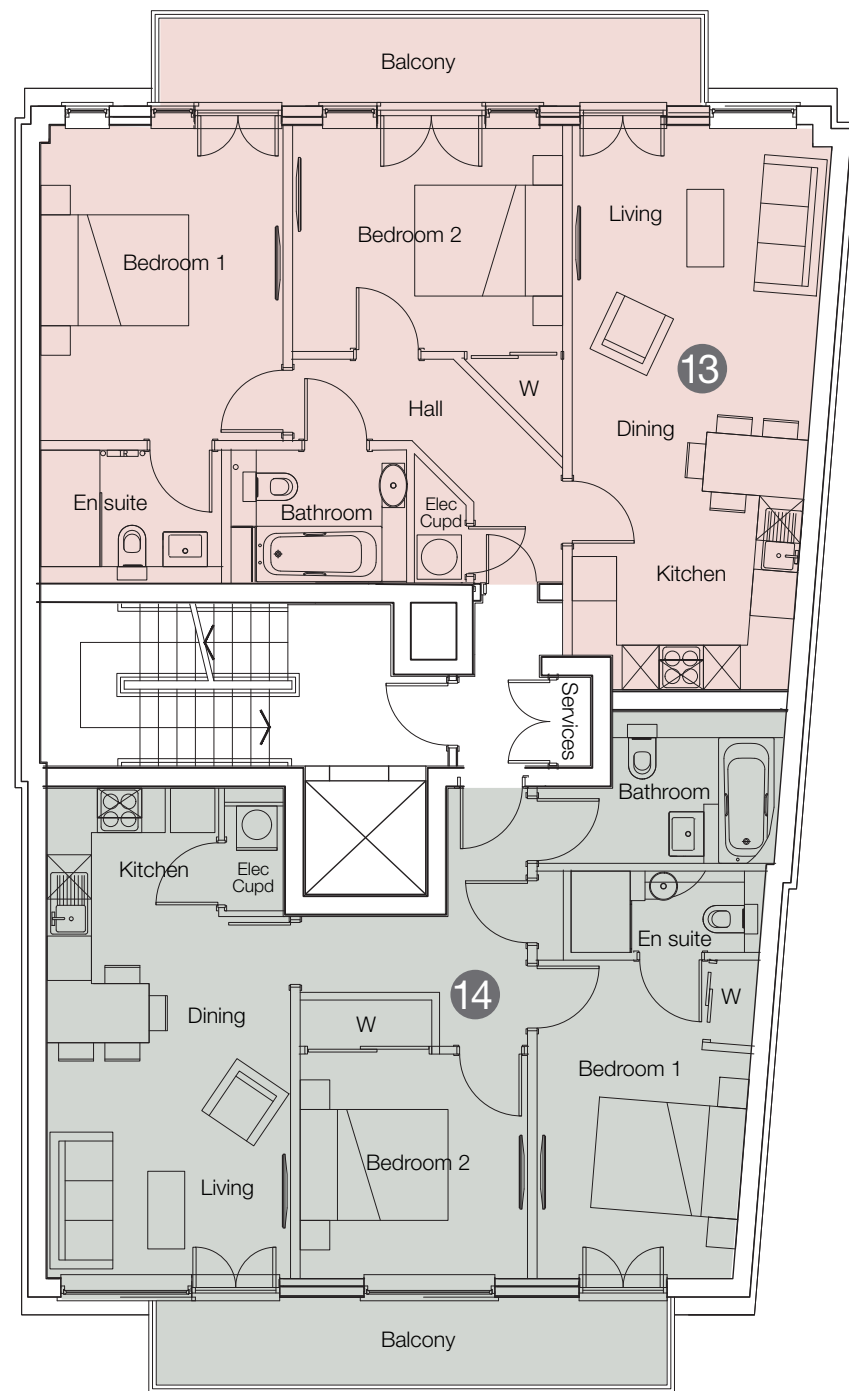 Balcony
Living
Bedroom 2
Bedroom 1
13
W
Hall
Dining
En suite
Bathroom
Elec
Cupd
Kitchen
Services
Bathroom
Kitchen
Elec
Cupd
En suite
14
W
Dining
W
Bedroom 1
Bedroom 2
Living
Balcony